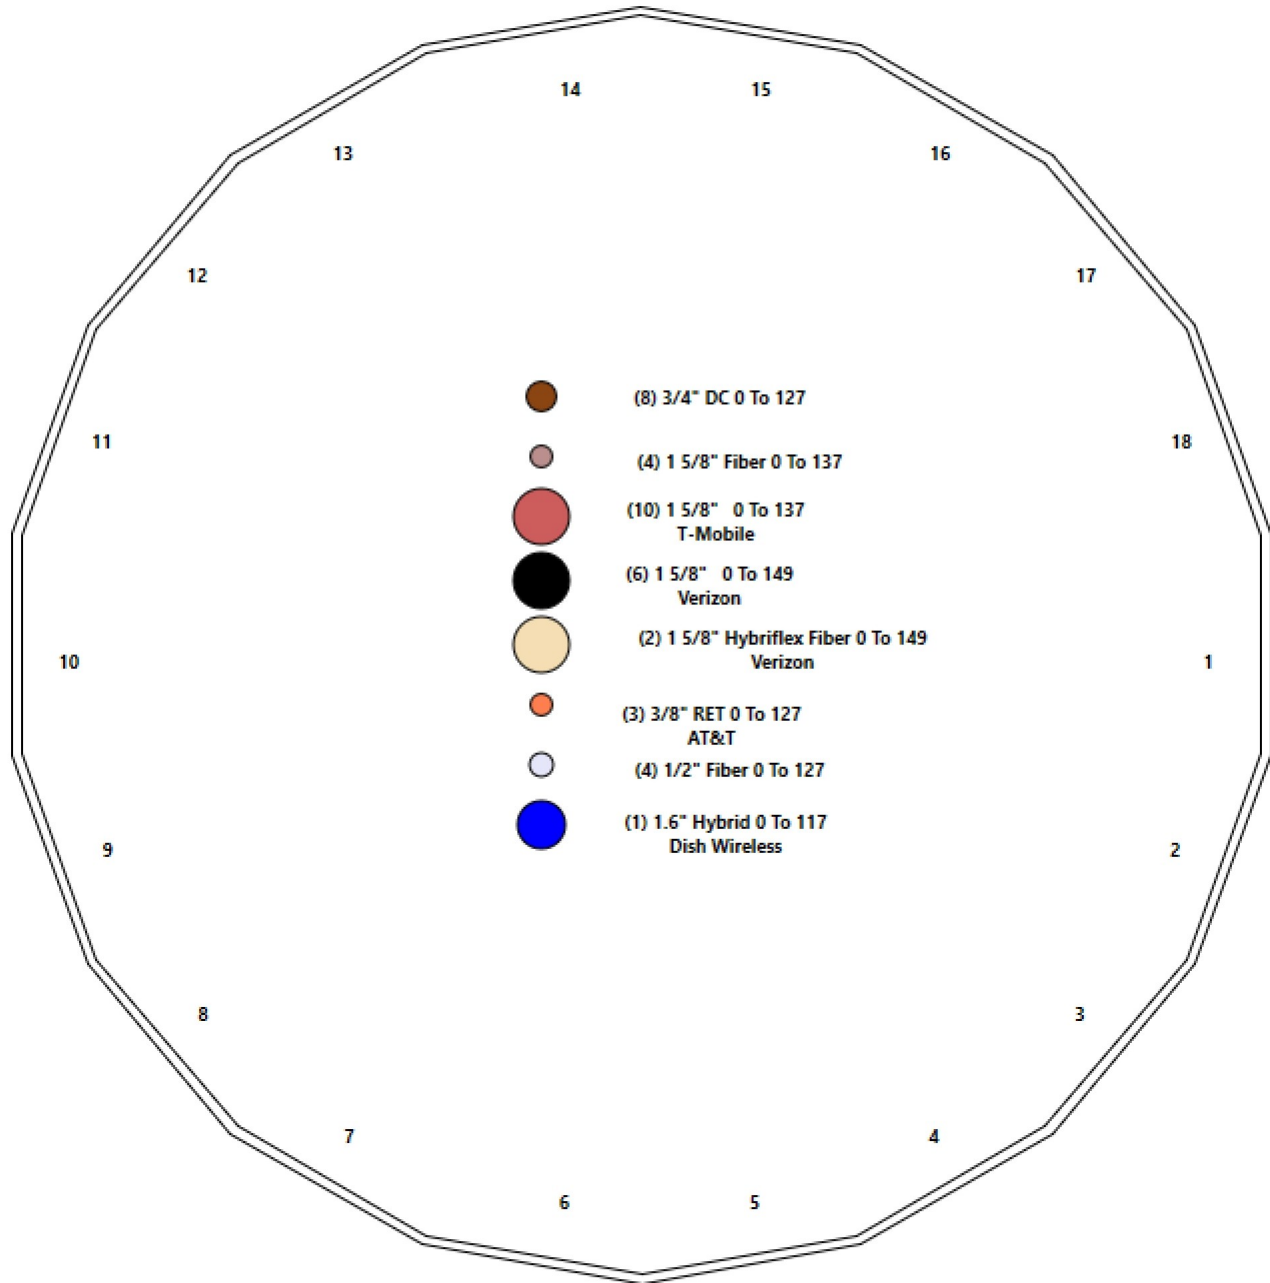 14
15
13
16
12
17
(8) 3/4" DC 0 To 127
11
18
(4) 1 5/8" Fiber 0 To 137
(10) 1 5/8"   0 To 137
T-Mobile
(6) 1 5/8"   0 To 149
Verizon
(2) 1 5/8" Hybriflex Fiber 0 To 149
Verizon
10
1
(3) 3/8" RET 0 To 127
AT&T
(4) 1/2" Fiber 0 To 127
(1) 1.6" Hybrid 0 To 117
Dish Wireless
9
2
8
3
7
4
6
5